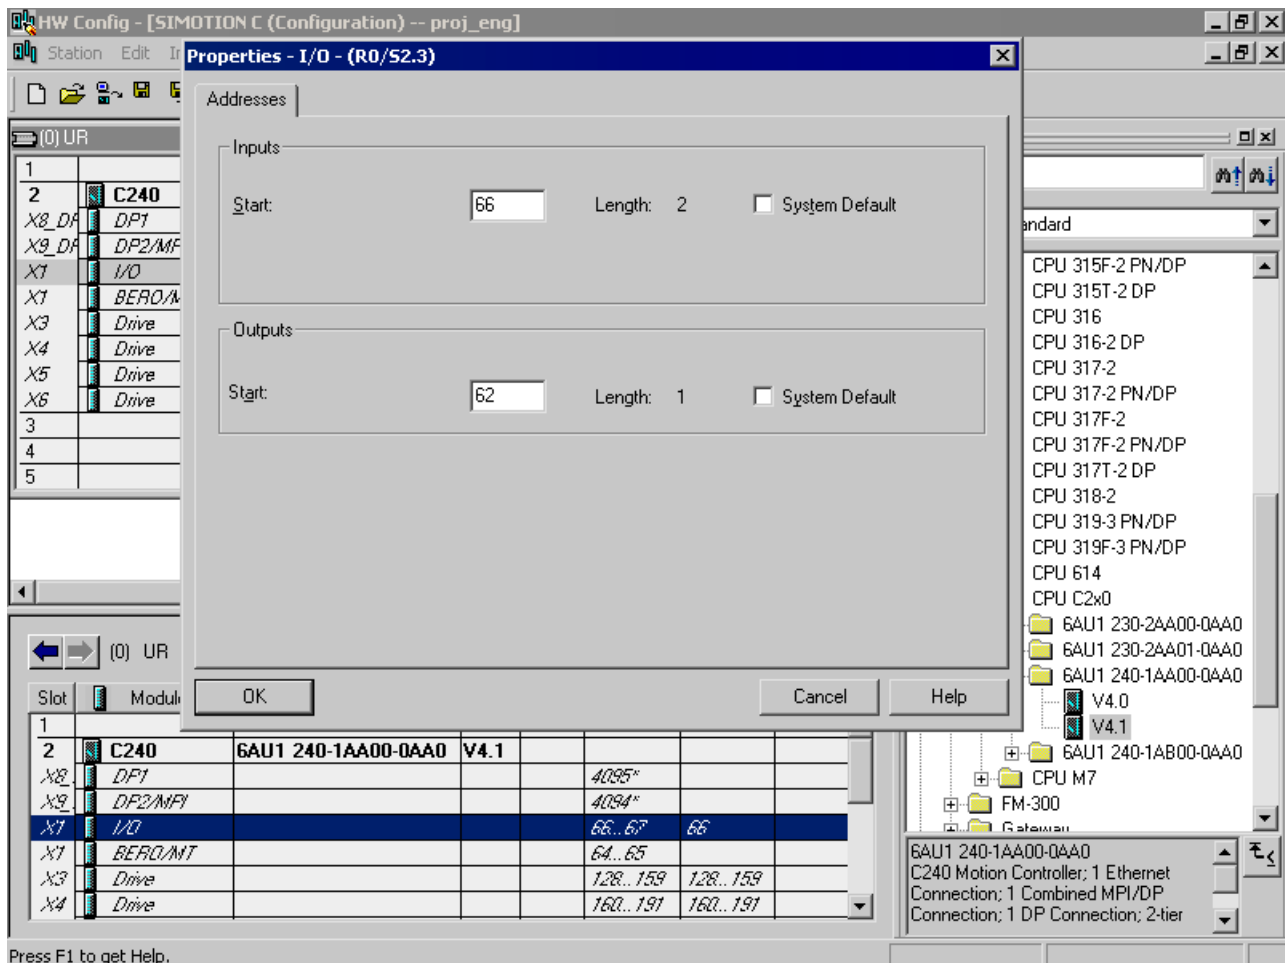 HW Config - [SIMOTION C (Configuration) -- proj_eng]
Station Edit
Properties - I/O - (R0/S2.3)
Addresses
Inputs
Start: 66 Length: 2 System Default
Outputs
Start: 62 Length: 1 System Default
OK Cancel Help
(0) UR
1
2 C240
X8_DP DP1
X9_DP DP2/MP
X1 I/O
X1 BERO/M
X3 Drive
X4 Drive
X5 Drive
X6 Drive
3
4
5
andard
CPU 315F-2 PN/DP
CPU 315T-2 DP
CPU 316
CPU 316-2 DP
CPU 317-2
CPU 317-2 PN/DP
CPU 317F-2
CPU 317F-2 PN/DP
CPU 317T-2 DP
CPU 318-2
CPU 319-3 PN/DP
CPU 319F-3 PN/DP
CPU 614
CPU C2x0
6AU1 230-2AA00-0AA0
6AU1 230-2AA01-0AA0
6AU1 240-1AA00-0AA0
V4.0
V4.1
6AU1 240-1AB00-0AA0
CPU M7
FM-300
Gateway
(0) UR
Slot Modul
1
2 C240 6AU1 240-1AA00-0AA0 V4.1
X8_ DP1 4095*
X9_ DP2/MPI 4094*
X1 I/O 66...67 66
X1 BERO/MT 64...65
X3 Drive 128...159 128...159
X4 Drive 160...191 160...191
6AU1 240-1AA00-0AA0
C240 Motion Controller; 1 Ethernet
Connection; 1 Combined MPI/DP
Connection; 1 DP Connection; 2-tier
Press F1 to get Help.